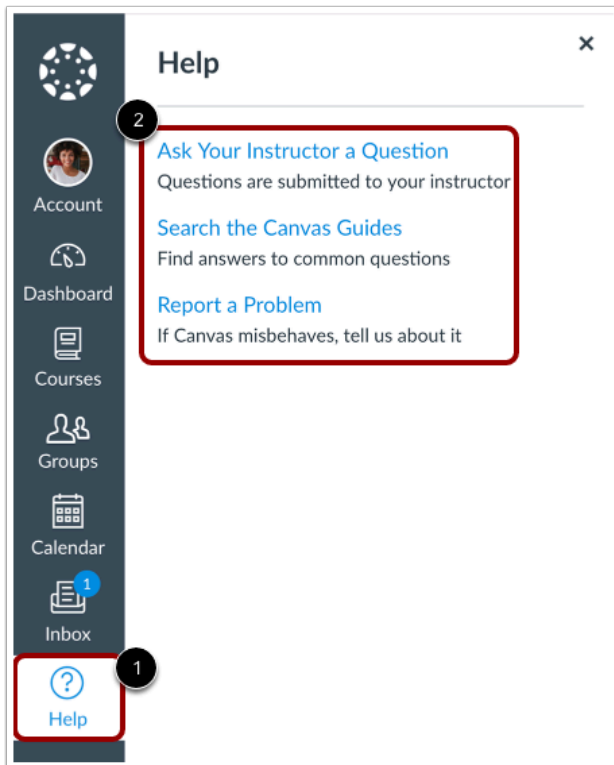 Help
2
Ask Your Instructor a Question
Questions are submitted to your instructor
Search the Canvas Guides
Find answers to common questions
Report a Problem
If Canvas misbehaves, tell us about it
Account
Dashboard
Courses
Groups
Calendar
1
Inbox
1
Help